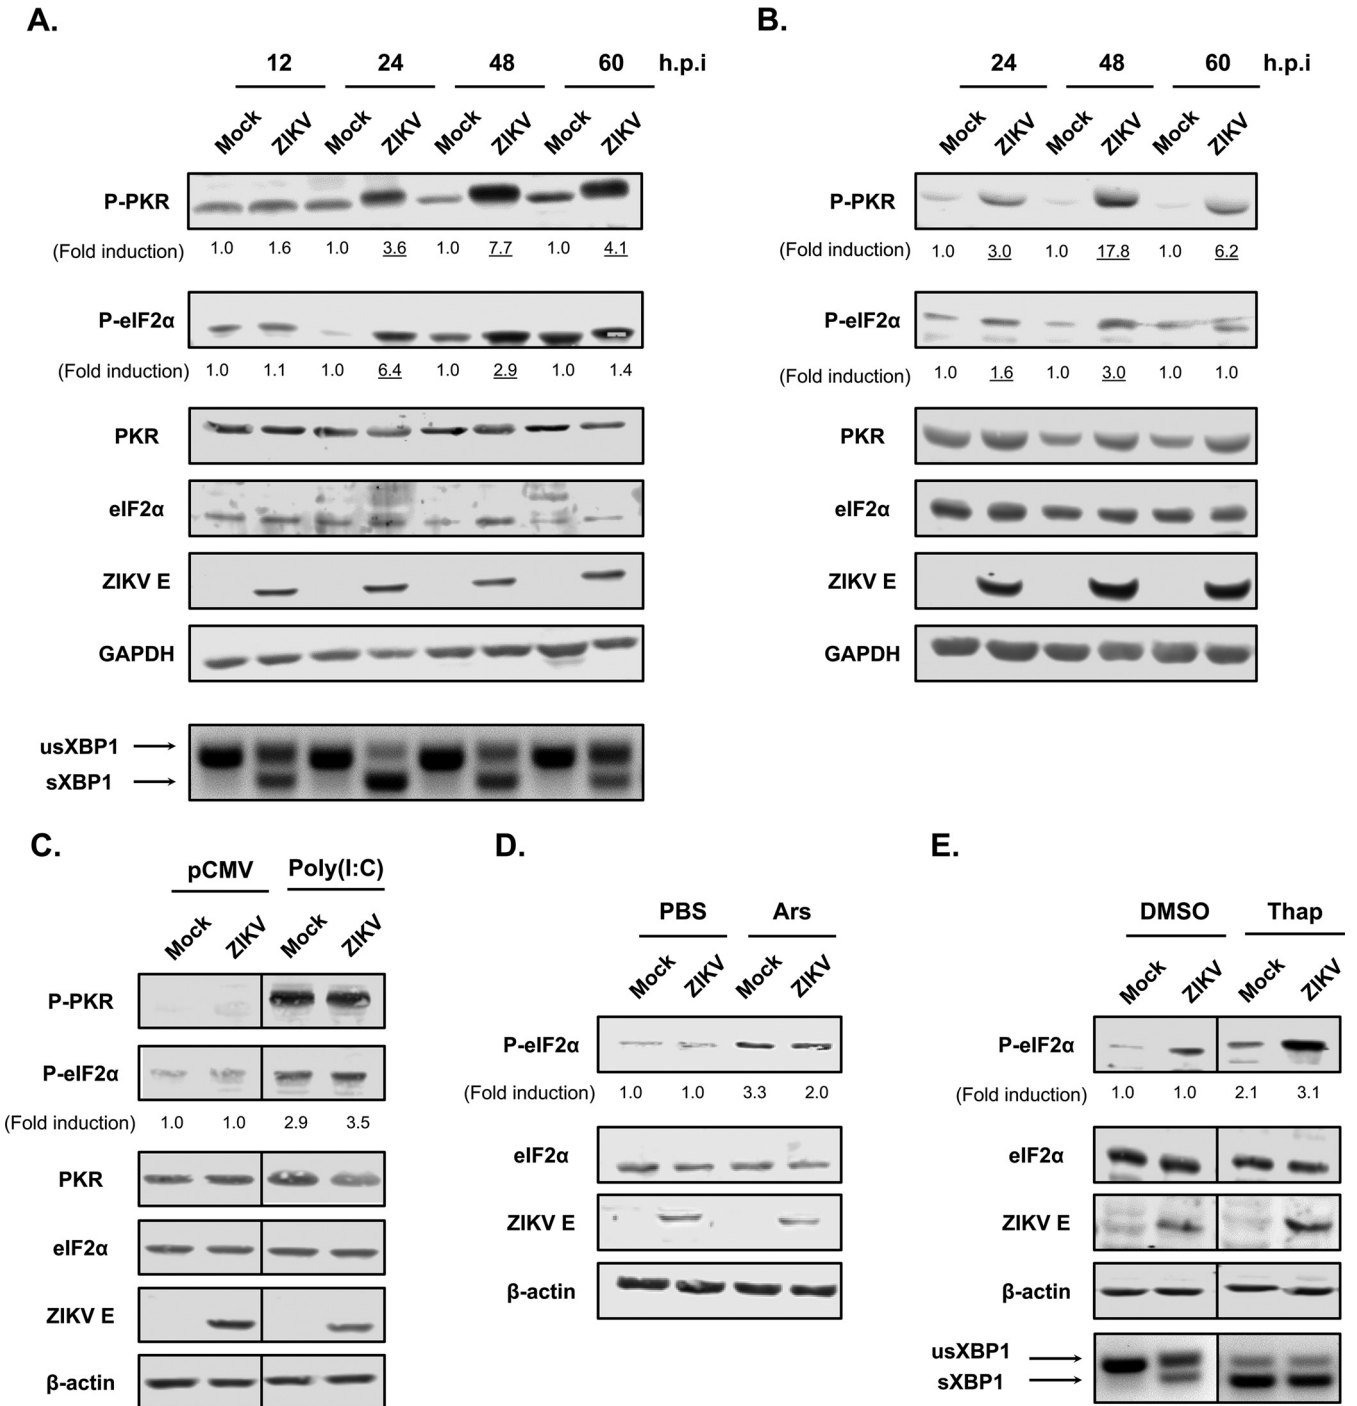 A.
12 24 48 60 h.p.i
Mock ZIKV Mock ZIKV Mock ZIKV Mock ZIKV
P-PKR
(Fold induction) 1.0 1.6 1.0 3.6 1.0 7.7 1.0 4.1
P-eIF2α
(Fold induction) 1.0 1.1 1.0 6.4 1.0 2.9 1.0 1.4
PKR
eIF2α
ZIKV E
GAPDH
usXBP1
sXBP1
B.
24 48 60 h.p.i
Mock ZIKV Mock ZIKV Mock ZIKV
P-PKR
(Fold induction) 1.0 3.0 1.0 17.8 1.0 6.2
P-eIF2α
(Fold induction) 1.0 1.6 1.0 3.0 1.0 1.0
PKR
eIF2α
ZIKV E
GAPDH
C.
pCMV Poly(I:C)
Mock ZIKV Mock ZIKV
P-PKR
P-eIF2α
(Fold induction) 1.0 1.0 2.9 3.5
PKR
eIF2α
ZIKV E
β-actin
D.
PBS Ars
Mock ZIKV Mock ZIKV
P-eIF2α
(Fold induction) 1.0 1.0 3.3 2.0
eIF2α
ZIKV E
β-actin
E.
DMSO Thap
Mock ZIKV Mock ZIKV
P-eIF2α
(Fold induction) 1.0 1.0 2.1 3.1
eIF2α
ZIKV E
β-actin
usXBP1
sXBP1